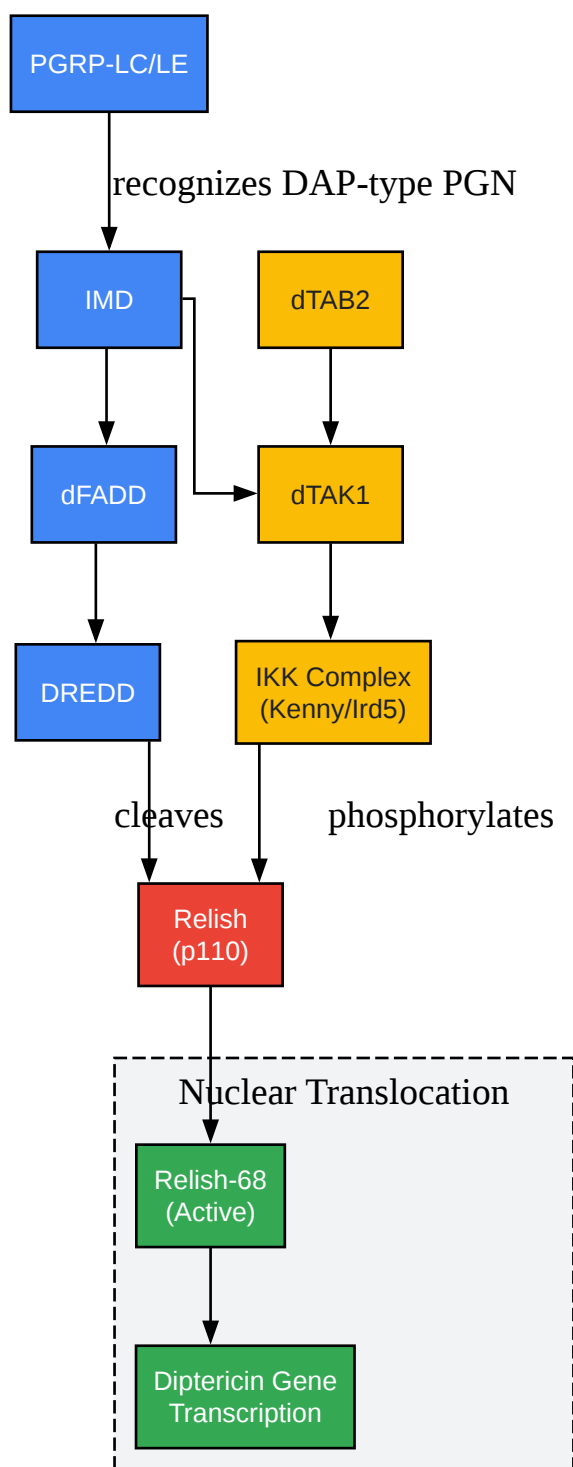 PGRP-LC/LE
recognizes DAP-type PGN
IMD
dTAB2
dFADD
dTAK1
DREDD
IKK Complex
(Kenny/Ird5)
cleaves
phosphorylates
Relish
(p110)
Nuclear Translocation
Relish-68
(Active)
Diptericin Gene
Transcription